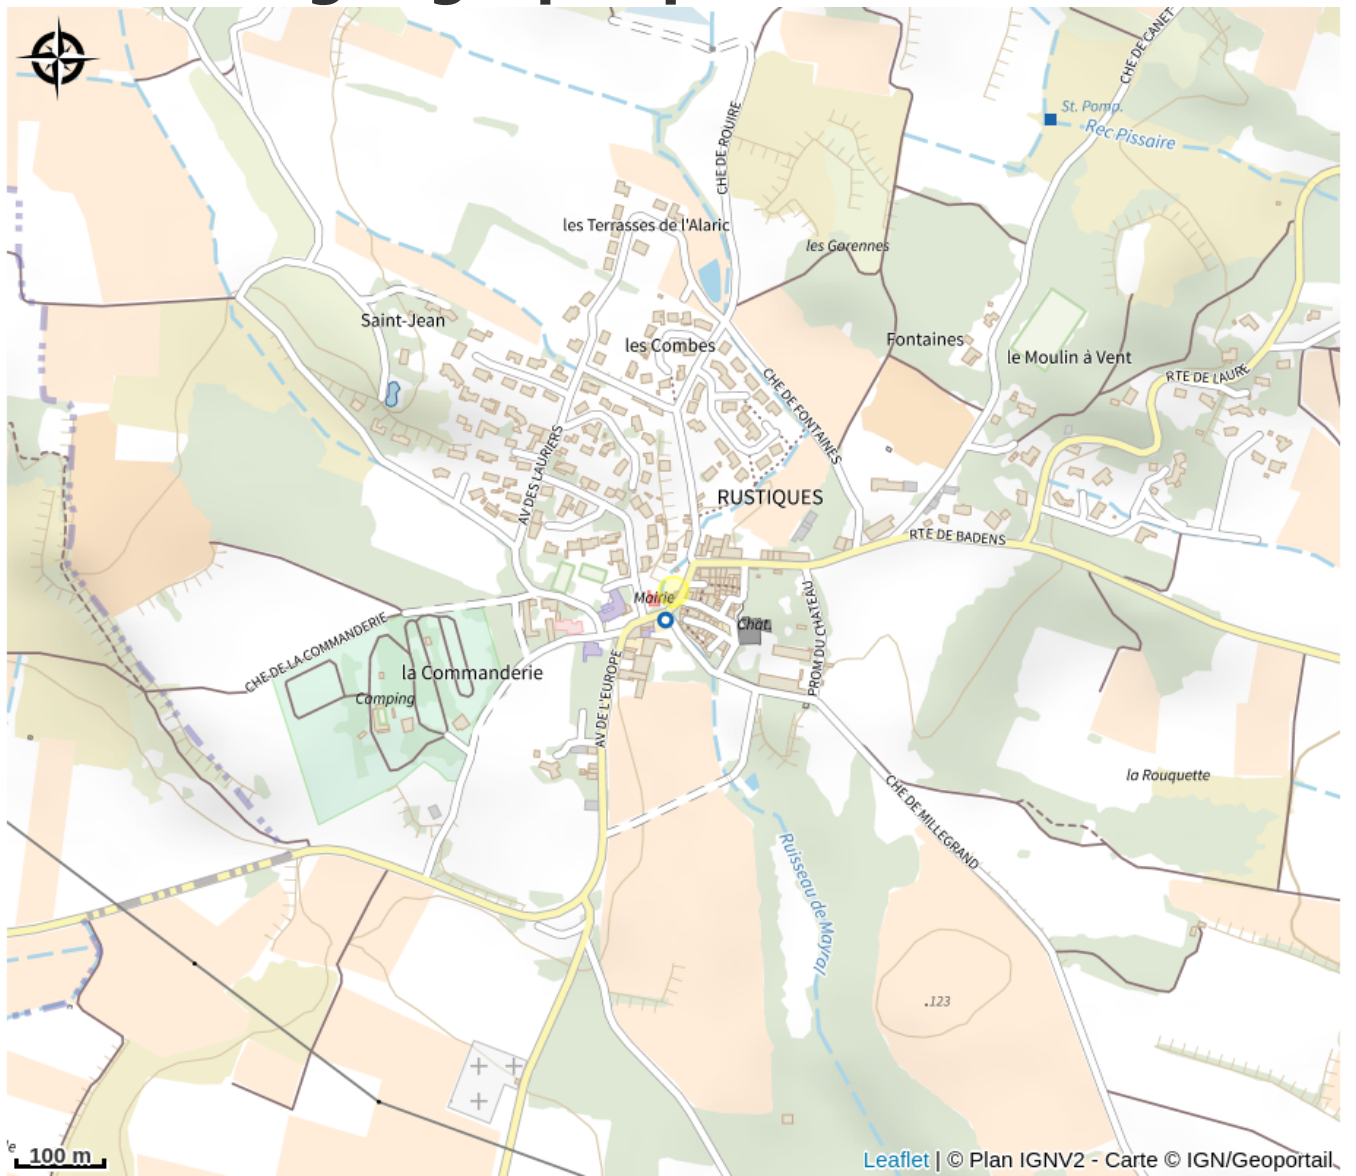 CHE DE CANET
St. Pomp.
Rec Pissaire
CHE DE ROUIRE
les Terrasses de l'Alaric
les Garennes
Saint-Jean
les Combes
Fontaines
le Moulin à Vent
RTE DE LAURE
CHE DE FONTAINES
AV DES LAURIERS
RUSTIQUES
RTE DE BADENS
Mairie
Chat.
PROM DU CHATEAU
CHE DE LA COMMANDERIE
la Commanderie
Camping
AV DE L'EUROPE
la Rouquette
CHE DE MILLEGRAND
Ruisseau de Mayral
.123
100 m
Leaflet | © Plan IGNV2 - Carte © IGN/Geoportail